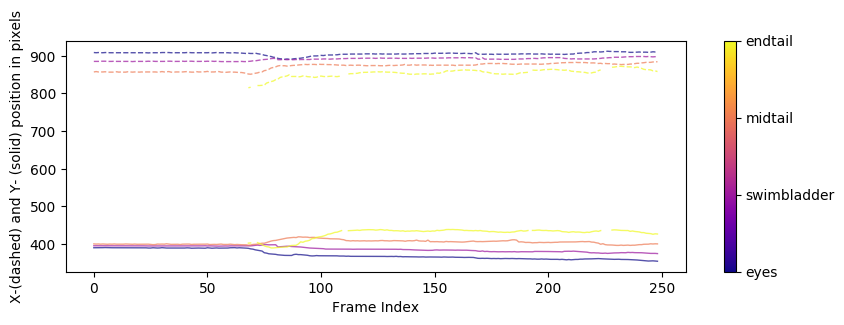 X-(dashed) and Y- (solid) position in pixels
900
800
700
600
500
400
0 50 100 150 200 250
Frame Index
endtail
midtail
swimbladder
eyes